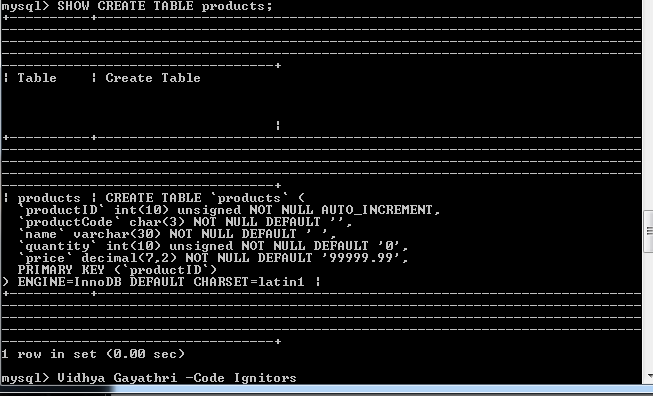 mysql> SHOW CREATE TABLE products;
+----------+----------------------------------------------------------------------
--------------------------------------------------------------------------------
--------------------------------------------------------------------------------
--------------------------------------------------------------------------------
----------------------------------+
| Table    | Create Table
|
+----------+----------------------------------------------------------------------
--------------------------------------------------------------------------------
--------------------------------------------------------------------------------
--------------------------------------------------------------------------------
----------------------------------+
| products | CREATE TABLE `products` (
`productID` int(10) unsigned NOT NULL AUTO_INCREMENT,
`productCode` char(3) NOT NULL DEFAULT '',
`name` varchar(30) NOT NULL DEFAULT ' ',
`quantity` int(10) unsigned NOT NULL DEFAULT '0',
`price` decimal(7,2) NOT NULL DEFAULT '99999.99',
PRIMARY KEY (`productID`)
) ENGINE=InnoDB DEFAULT CHARSET=latin1 |
+----------+----------------------------------------------------------------------
--------------------------------------------------------------------------------
--------------------------------------------------------------------------------
--------------------------------------------------------------------------------
----------------------------------+
1 row in set (0.00 sec)
mysql> Vidhya Gayathri -Code Ignitors